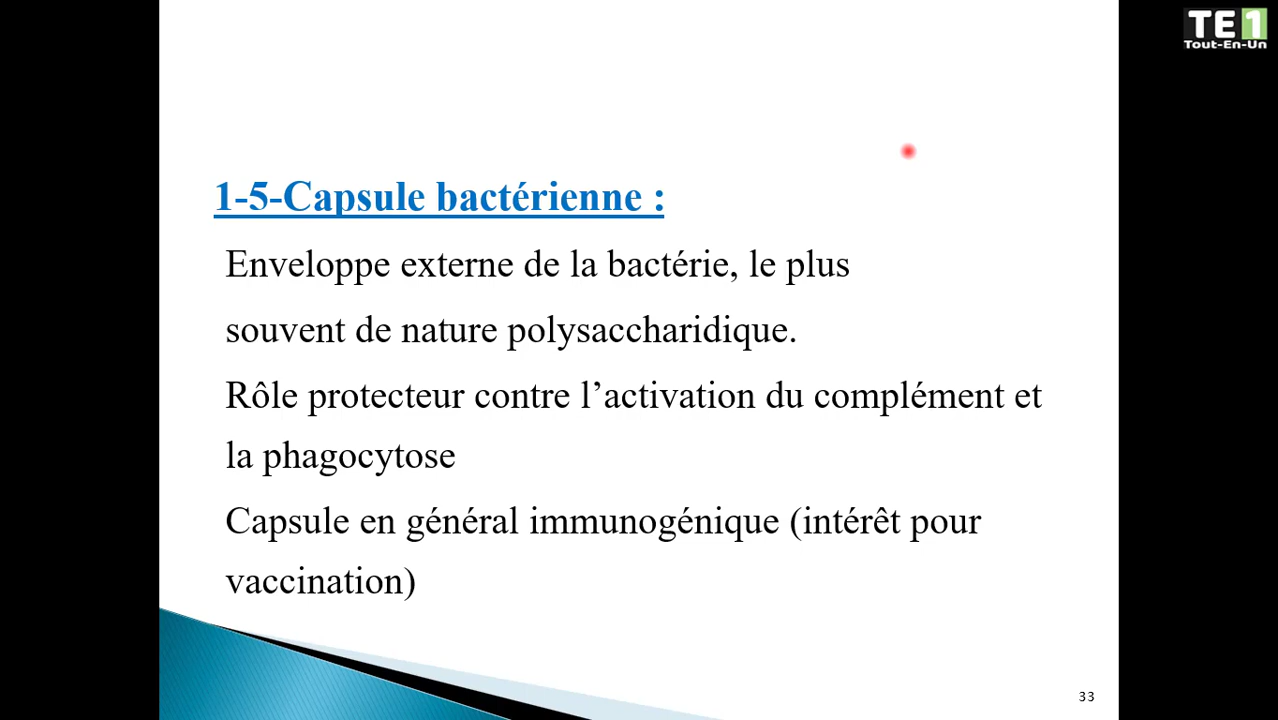 TE1
Tout-En-Un
1-5-Capsule bactérienne :
Enveloppe externe de la bactérie, le plus
souvent de nature polysaccharidique.
Rôle protecteur contre l’activation du complément et
la phagocytose
Capsule en général immunogénique (intérêt pour
vaccination)
33